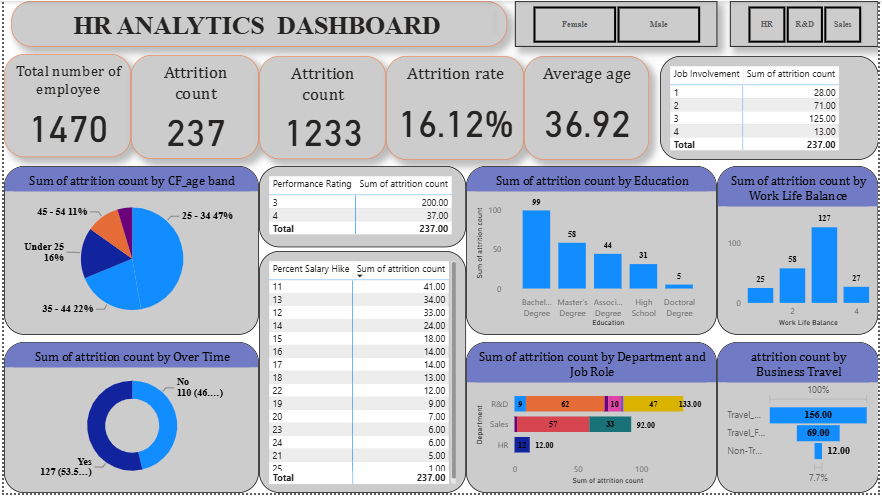 HR ANALYTICS DASHBOARD
Female Male
HR R&D Sales
Total number of
employee
1470
Attrition
count
237
Attrition
count
1233
Attrition rate
16.12%
Average age
36.92
Job Involvement Sum of attrition count
1 28.00
2 71.00
3 125.00
4 13.00
Total 237.00
Sum of attrition count by CF_age band
45 - 54 11%
25 - 34 47%
Under 25
16%
35 - 44 22%
Performance Rating Sum of attrition count
3 200.00
4 37.00
Total 237.00
Percent Salary Hike Sum of attrition count
11 41.00
13 34.00
12 33.00
14 24.00
15 18.00
16 14.00
17 14.00
18 13.00
22 12.00
19 9.00
20 7.00
23 6.00
24 6.00
21 5.00
25 1.00
Total 237.00
Sum of attrition count by Education
Sum of attrition count
100
50
0
99
58
44
31
5
Bachel... Master's Associ... High Doctoral
Degree Degree Degree School Degree
Education
Sum of attrition count by
Work Life Balance
100
0
25
58
127
27
2 4
Work Life Balance
Sum of attrition count by Over Time
No
110 (46....)
Yes
127 (53.5...)
Sum of attrition count by Department and
Job Role
Department
R&D 9 62 10 47 133.00
Sales 57 33 92.00
HR 12 12.00
0 50 100
Sum of attrition count
attrition count by
Business Travel
100%
Travel_... 156.00
Travel_F... 69.00
Non-Tr... 12.00
7.7%